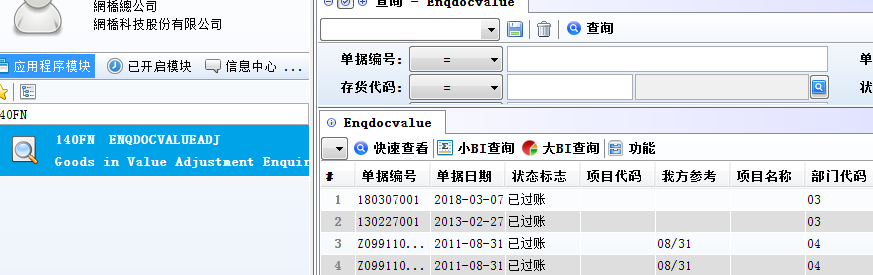 網橋總公司
網橋科技股份有限公司
应用程序模块 已开启模块 信息中心 ...
40FN
140FN ENQDOCVALUEADJ
Goods in Value Adjustment Enquir
查询 - Enqdocvalue
查询
单据编号: = 单
存货代码: = 状
Enqdocvalue
快速查看 小BI查询 大BI查询 功能
# 单据编号 单据日期 状态标志 项目代码 我方参考 项目名称 部门代码
1 180307001 2018-03-07 已过账 03
2 130227001 2013-02-27 已过账 03
3 Z099110... 2011-08-31 已过账 08/31 04
4 Z099110... 2011-08-31 已过账 08/31 04